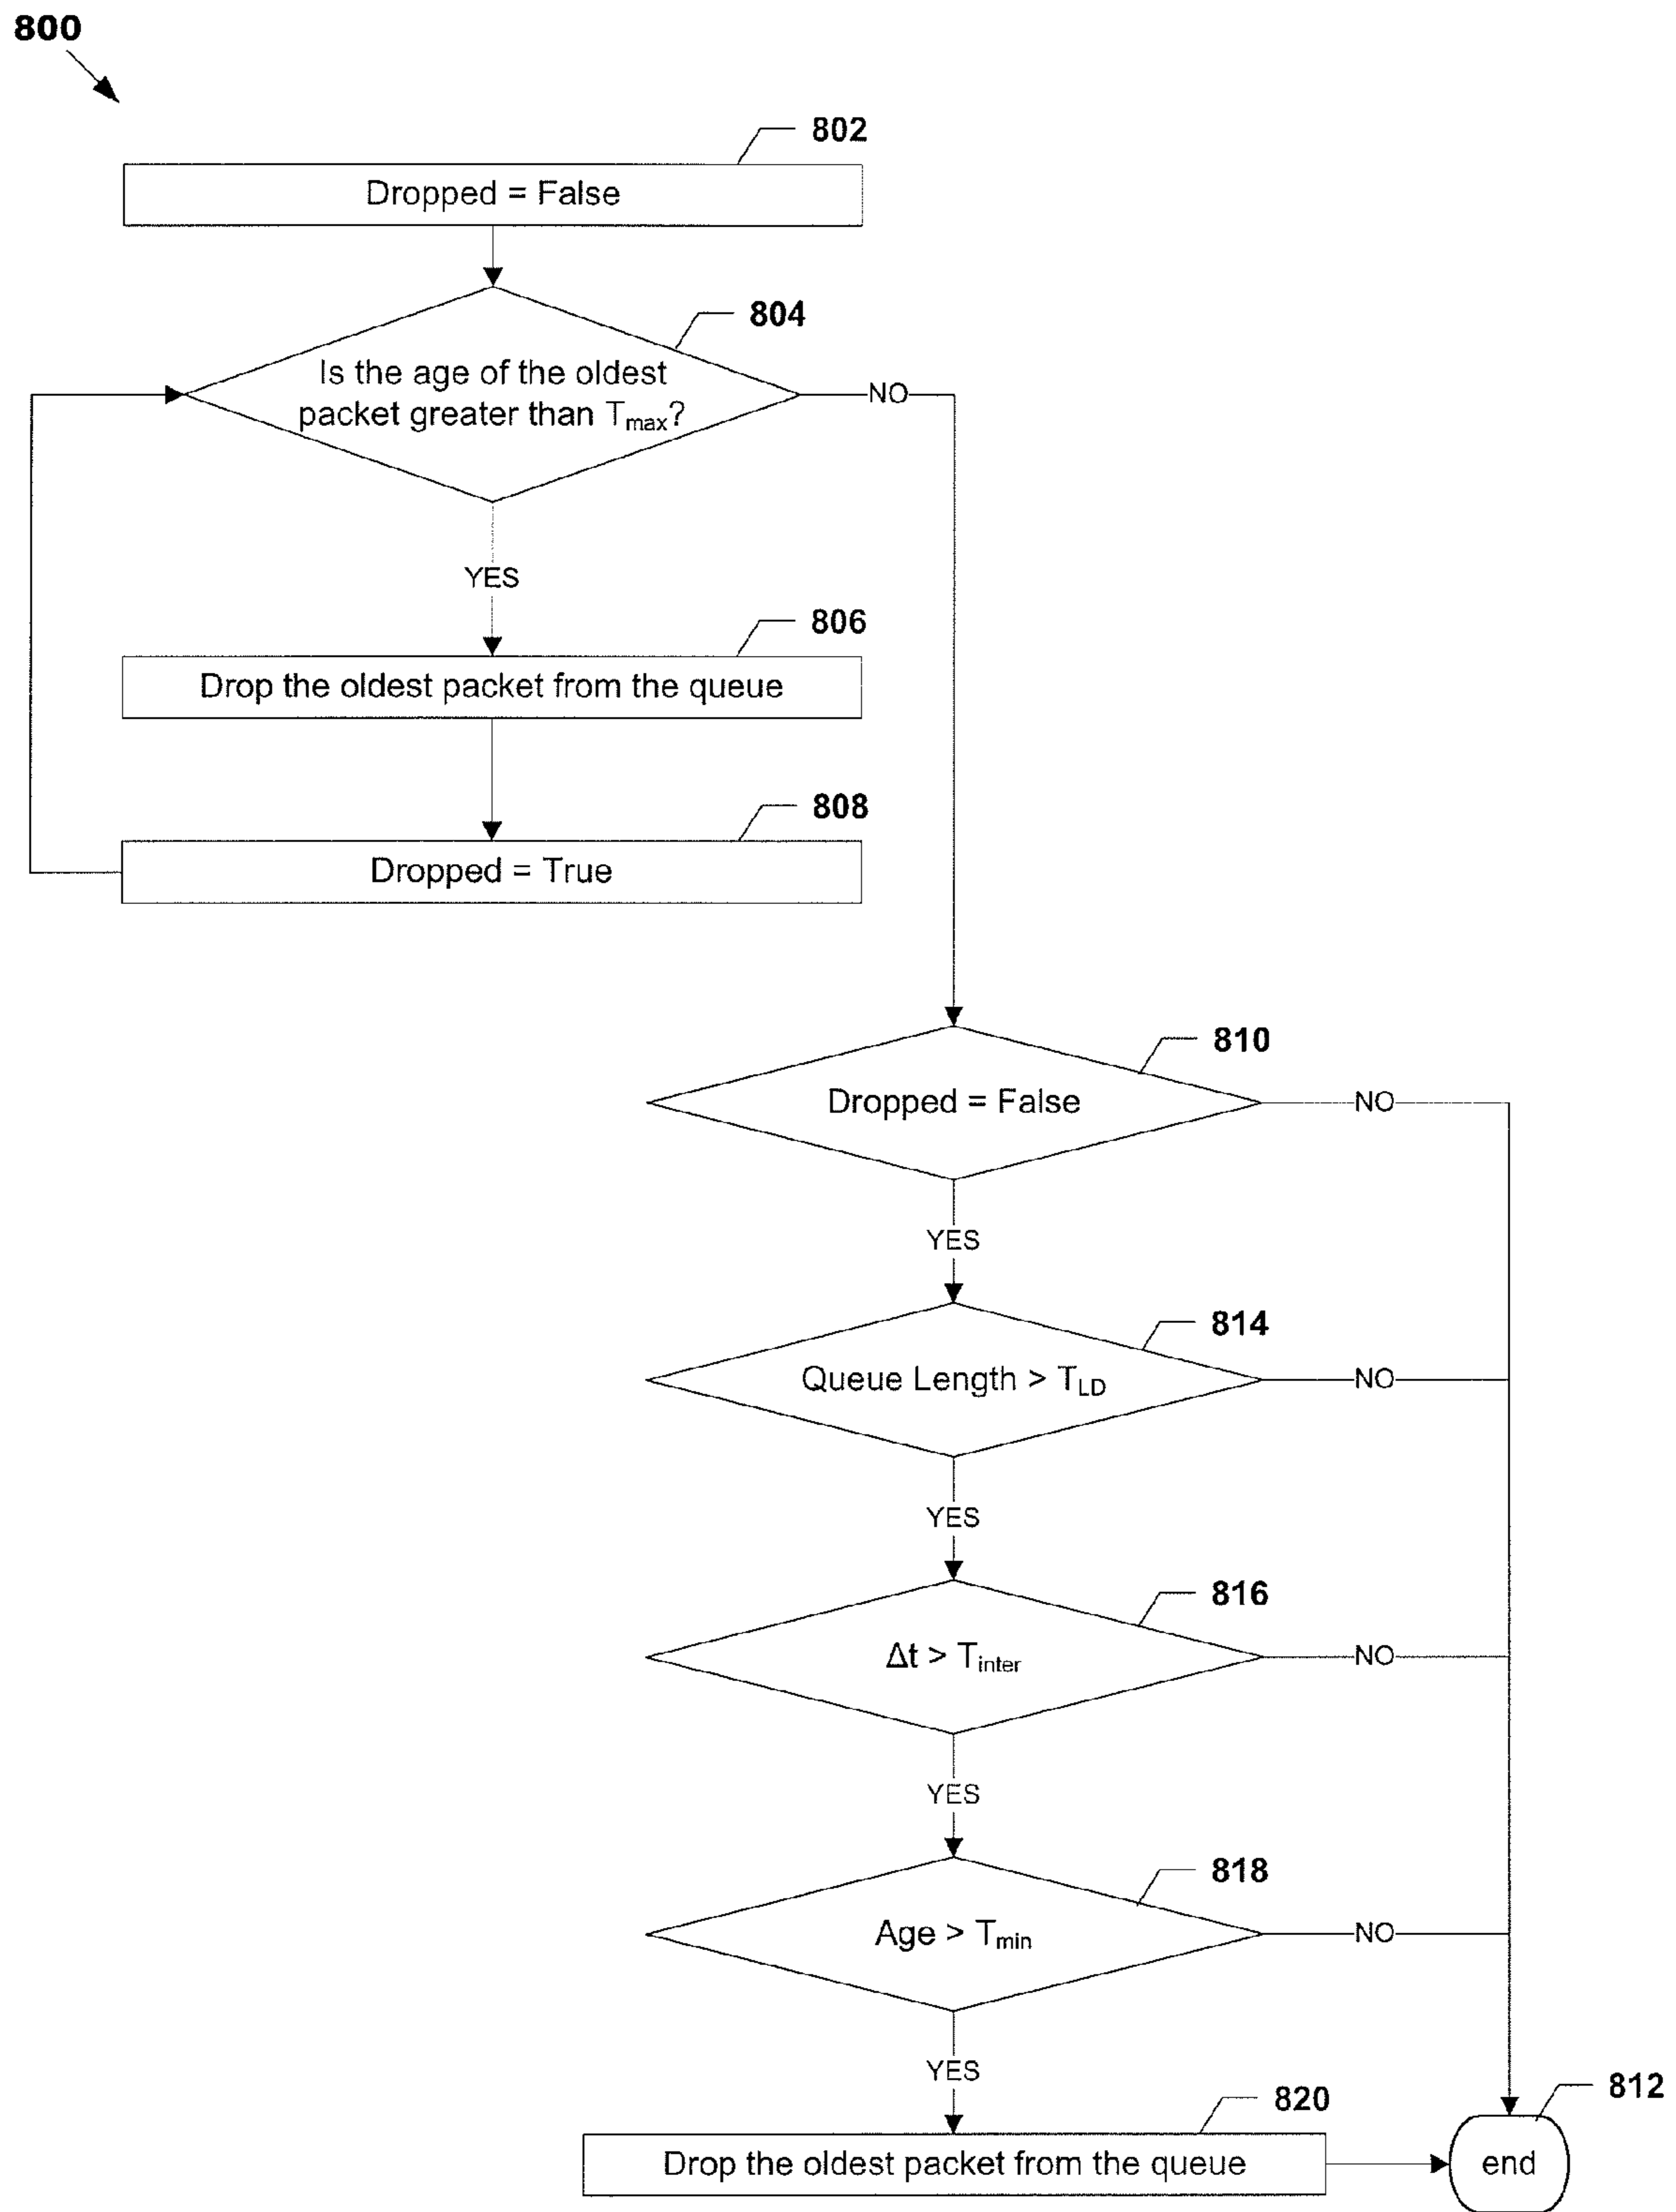 800
802
Dropped = False
804
Is the age of the oldest
packet greater than Tmax?
NO
YES
806
Drop the oldest packet from the queue
808
Dropped = True
810
Dropped = False
NO
YES
814
Queue Length > TLD
NO
YES
816
Δt > Tinter
NO
YES
818
Age > Tmin
NO
YES
820
Drop the oldest packet from the queue
812
end